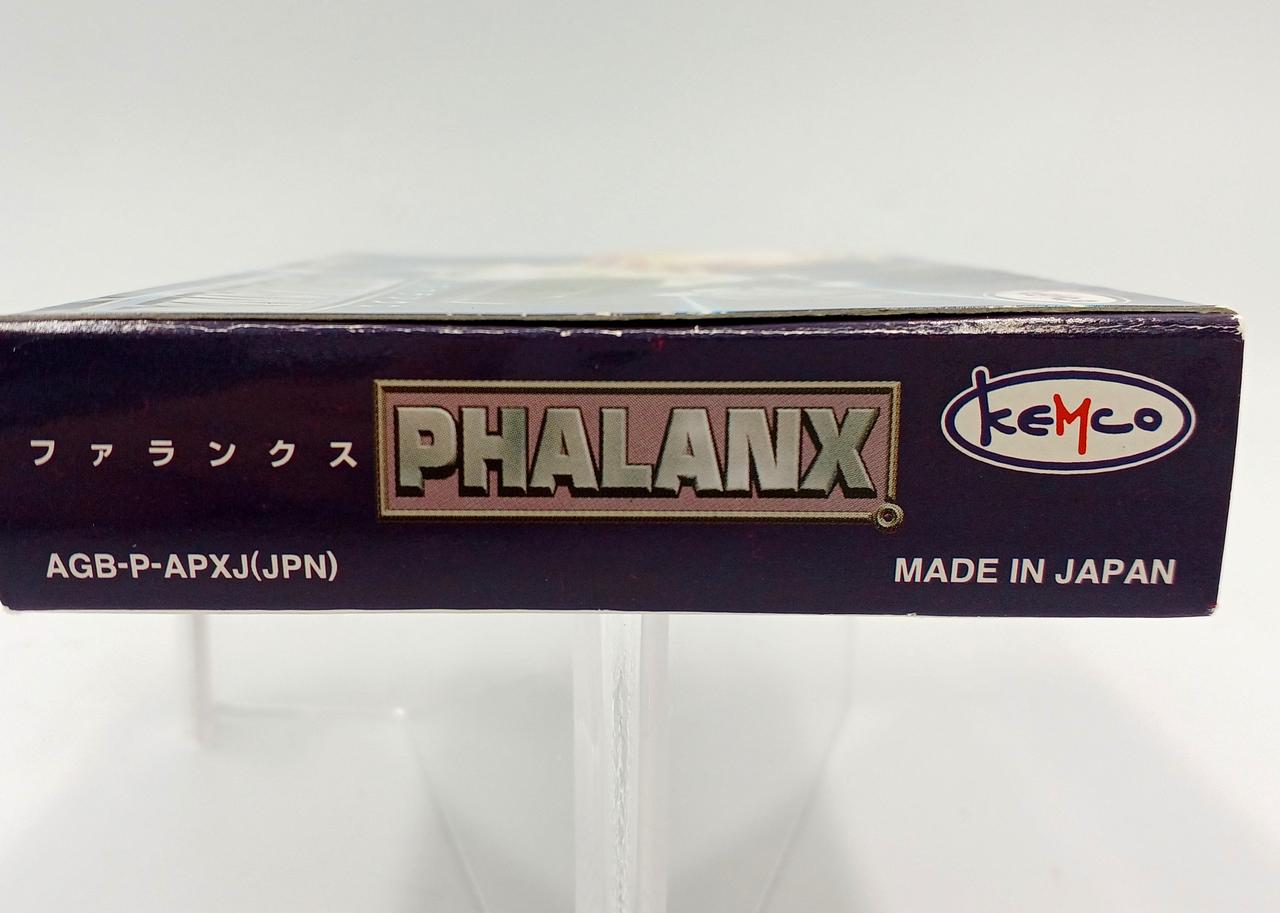 ファランクス
PHALANX
KEMCO
AGB-P-APXJ(JPN)
MADE IN JAPAN